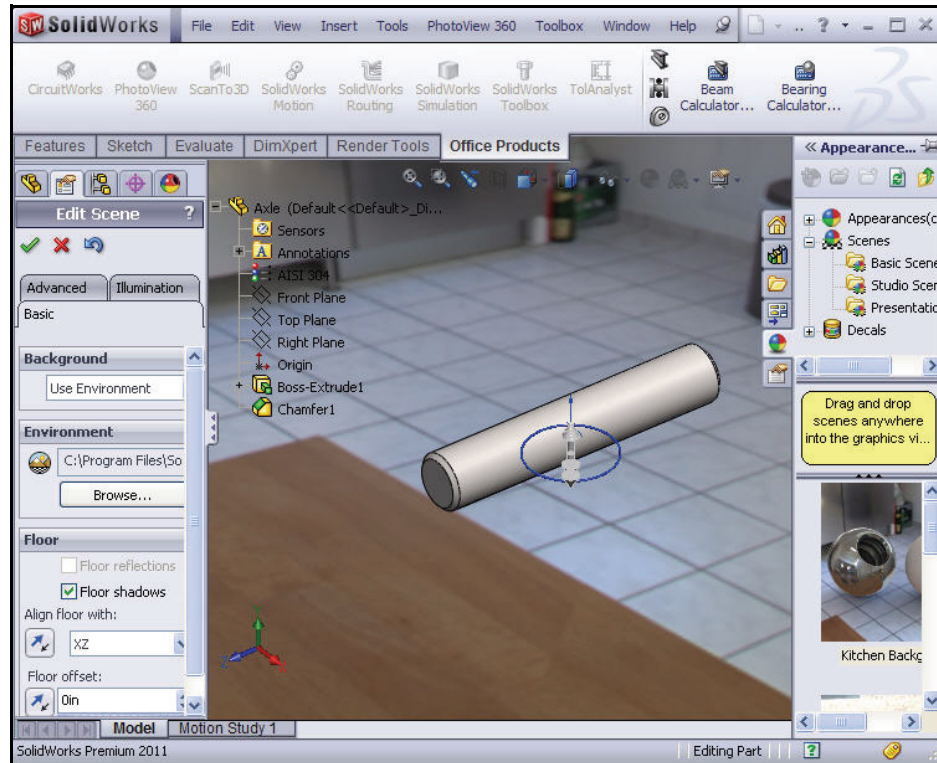 SolidWorks File Edit View Insert Tools PhotoView 360 Toolbox Window Help ?
CircuitWorks PhotoView 360 ScanTo3D SolidWorks Motion SolidWorks Routing SolidWorks Simulation SolidWorks Toolbox TolAnalyst Beam Calculator... Bearing Calculator...
Features Sketch Evaluate DimXpert Render Tools Office Products
Edit Scene ?
Advanced Illumination
Basic
Background
Use Environment
Environment
C:\Program Files\So
Browse...
Floor
Floor reflections
Floor shadows
Align floor with:
XZ
Floor offset:
0in
Axle (Default<<Default>_Di...
Sensors
A Annotations
AISI 304
Front Plane
Top Plane
Right Plane
Origin
Boss-Extrude1
Chamfer1
« Appearance...
Appearances(c
Scenes
Basic Scene
Studio Scer
Presentatic
Decals
Drag and drop
scenes anywhere
into the graphics vi...
Kitchen Backg
Model Motion Study 1
SolidWorks Premium 2011 Editing Part ?